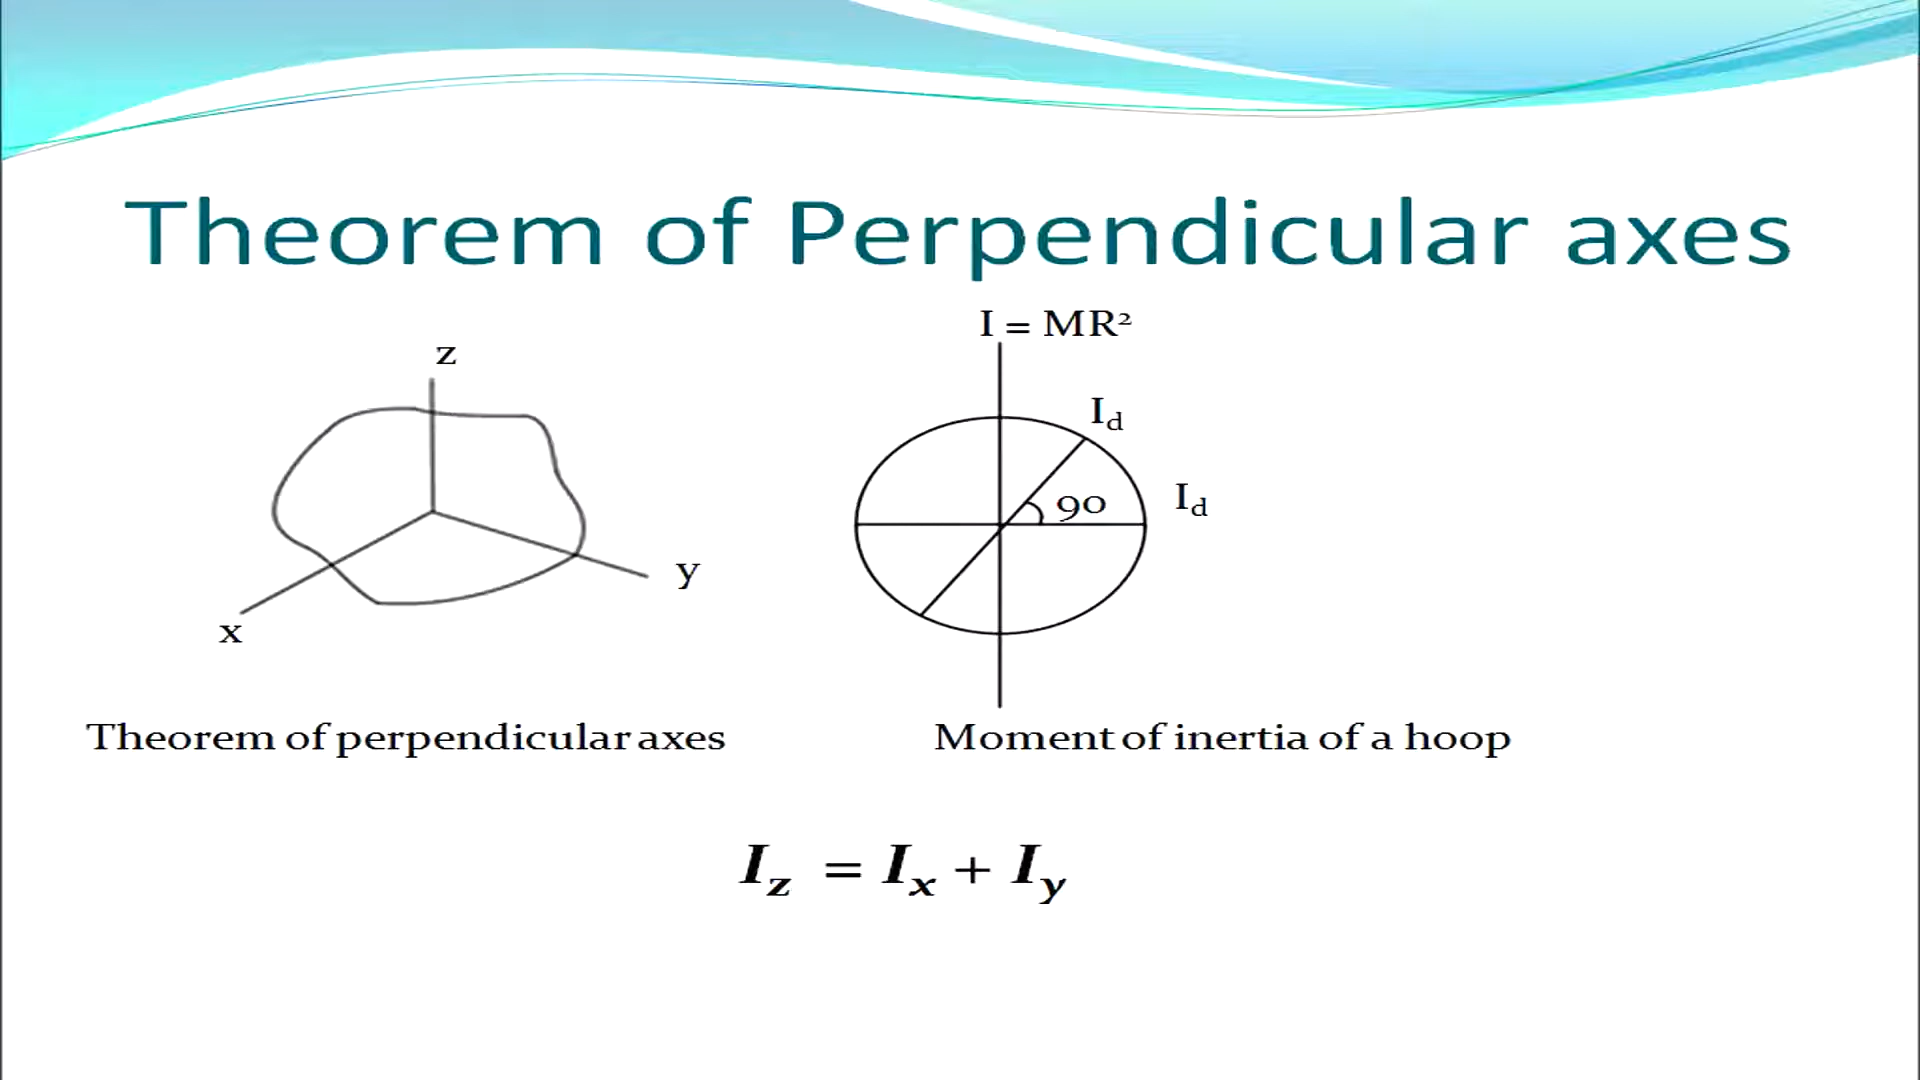 Theorem of Perpendicular axes
z
x
y
Theorem of perpendicular axes
I = MR²
I_d
90
I_d
Moment of inertia of a hoop
I_z = I_x + I_y